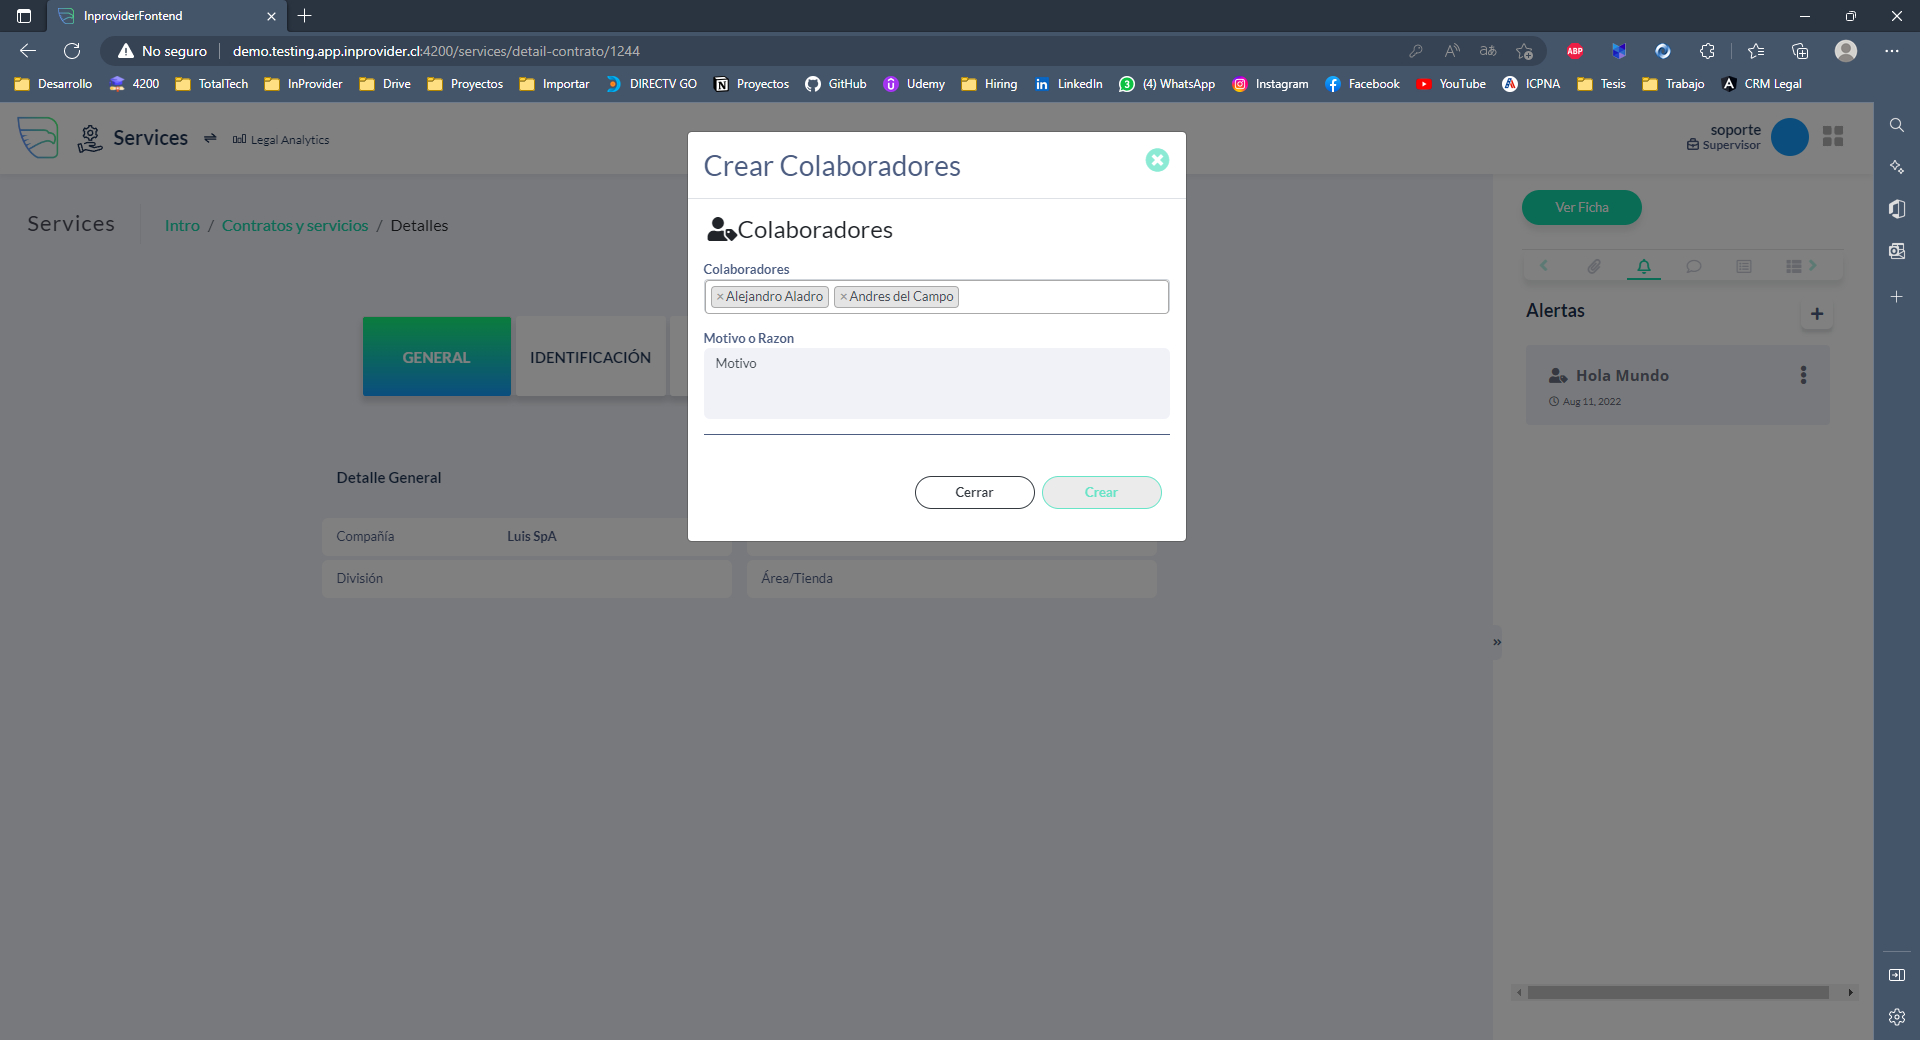 InproviderFontend
No seguro
demo.testing.app.inprovider.cl:4200/services/detail-contrato/1244
aあ
ABP
Desarrollo
4200
TotalTech
InProvider
Drive
Proyectos
Importar
DIRECTV GO
Proyectos
GitHub
Udemy
Hiring
LinkedIn
(4) WhatsApp
Instagram
Facebook
YouTube
ICPNA
Tesis
Trabajo
CRM Legal
Services
Legal Analytics
soporte
Supervisor
Services
Intro / Contratos y servicios / Detalles
GENERAL
IDENTIFICACIÓN
Detalle General
Compañía
Luis SpA
División
Área/Tienda
Crear Colaboradores
Colaboradores
Colaboradores
×Alejandro Aladro ×Andres del Campo
Motivo o Razon
Motivo
Cerrar
Crear
Ver Ficha
Alertas
+
Hola Mundo
Aug 11, 2022
»